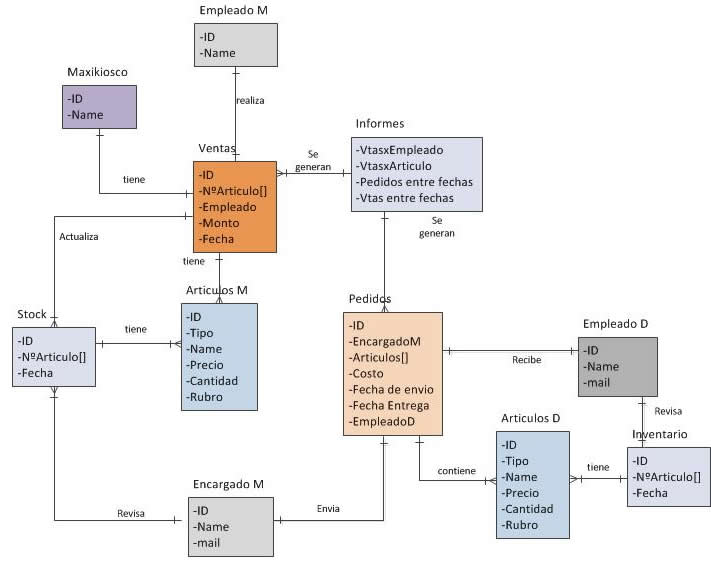 Empleado M
-ID
-Name
realiza
Maxikiosco
-ID
-Name
tiene
Ventas
-ID
-NºArticulo[]
-Empleado
-Monto
-Fecha
Se
generan
Informes
-VtasxEmpleado
-VtasxArticulo
-Pedidos entre fechas
-Vtas entre fechas
Se
generan
Actualiza
tiene
Articulos M
-ID
-Tipo
-Name
-Precio
-Cantidad
-Rubro
Stock
-ID
-NºArticulo[]
-Fecha
tiene
Pedidos
-ID
-EncargadoM
-Articulos[]
-Costo
-Fecha de envio
-Fecha Entrega
-EmpleadoD
Recibe
Empleado D
-ID
-Name
-mail
Revisa
Articulos D
-ID
-Tipo
-Name
-Precio
-Cantidad
-Rubro
contiene
tiene
Inventario
-ID
-NºArticulo[]
-Fecha
Encargado M
-ID
-Name
-mail
Revisa
Envia